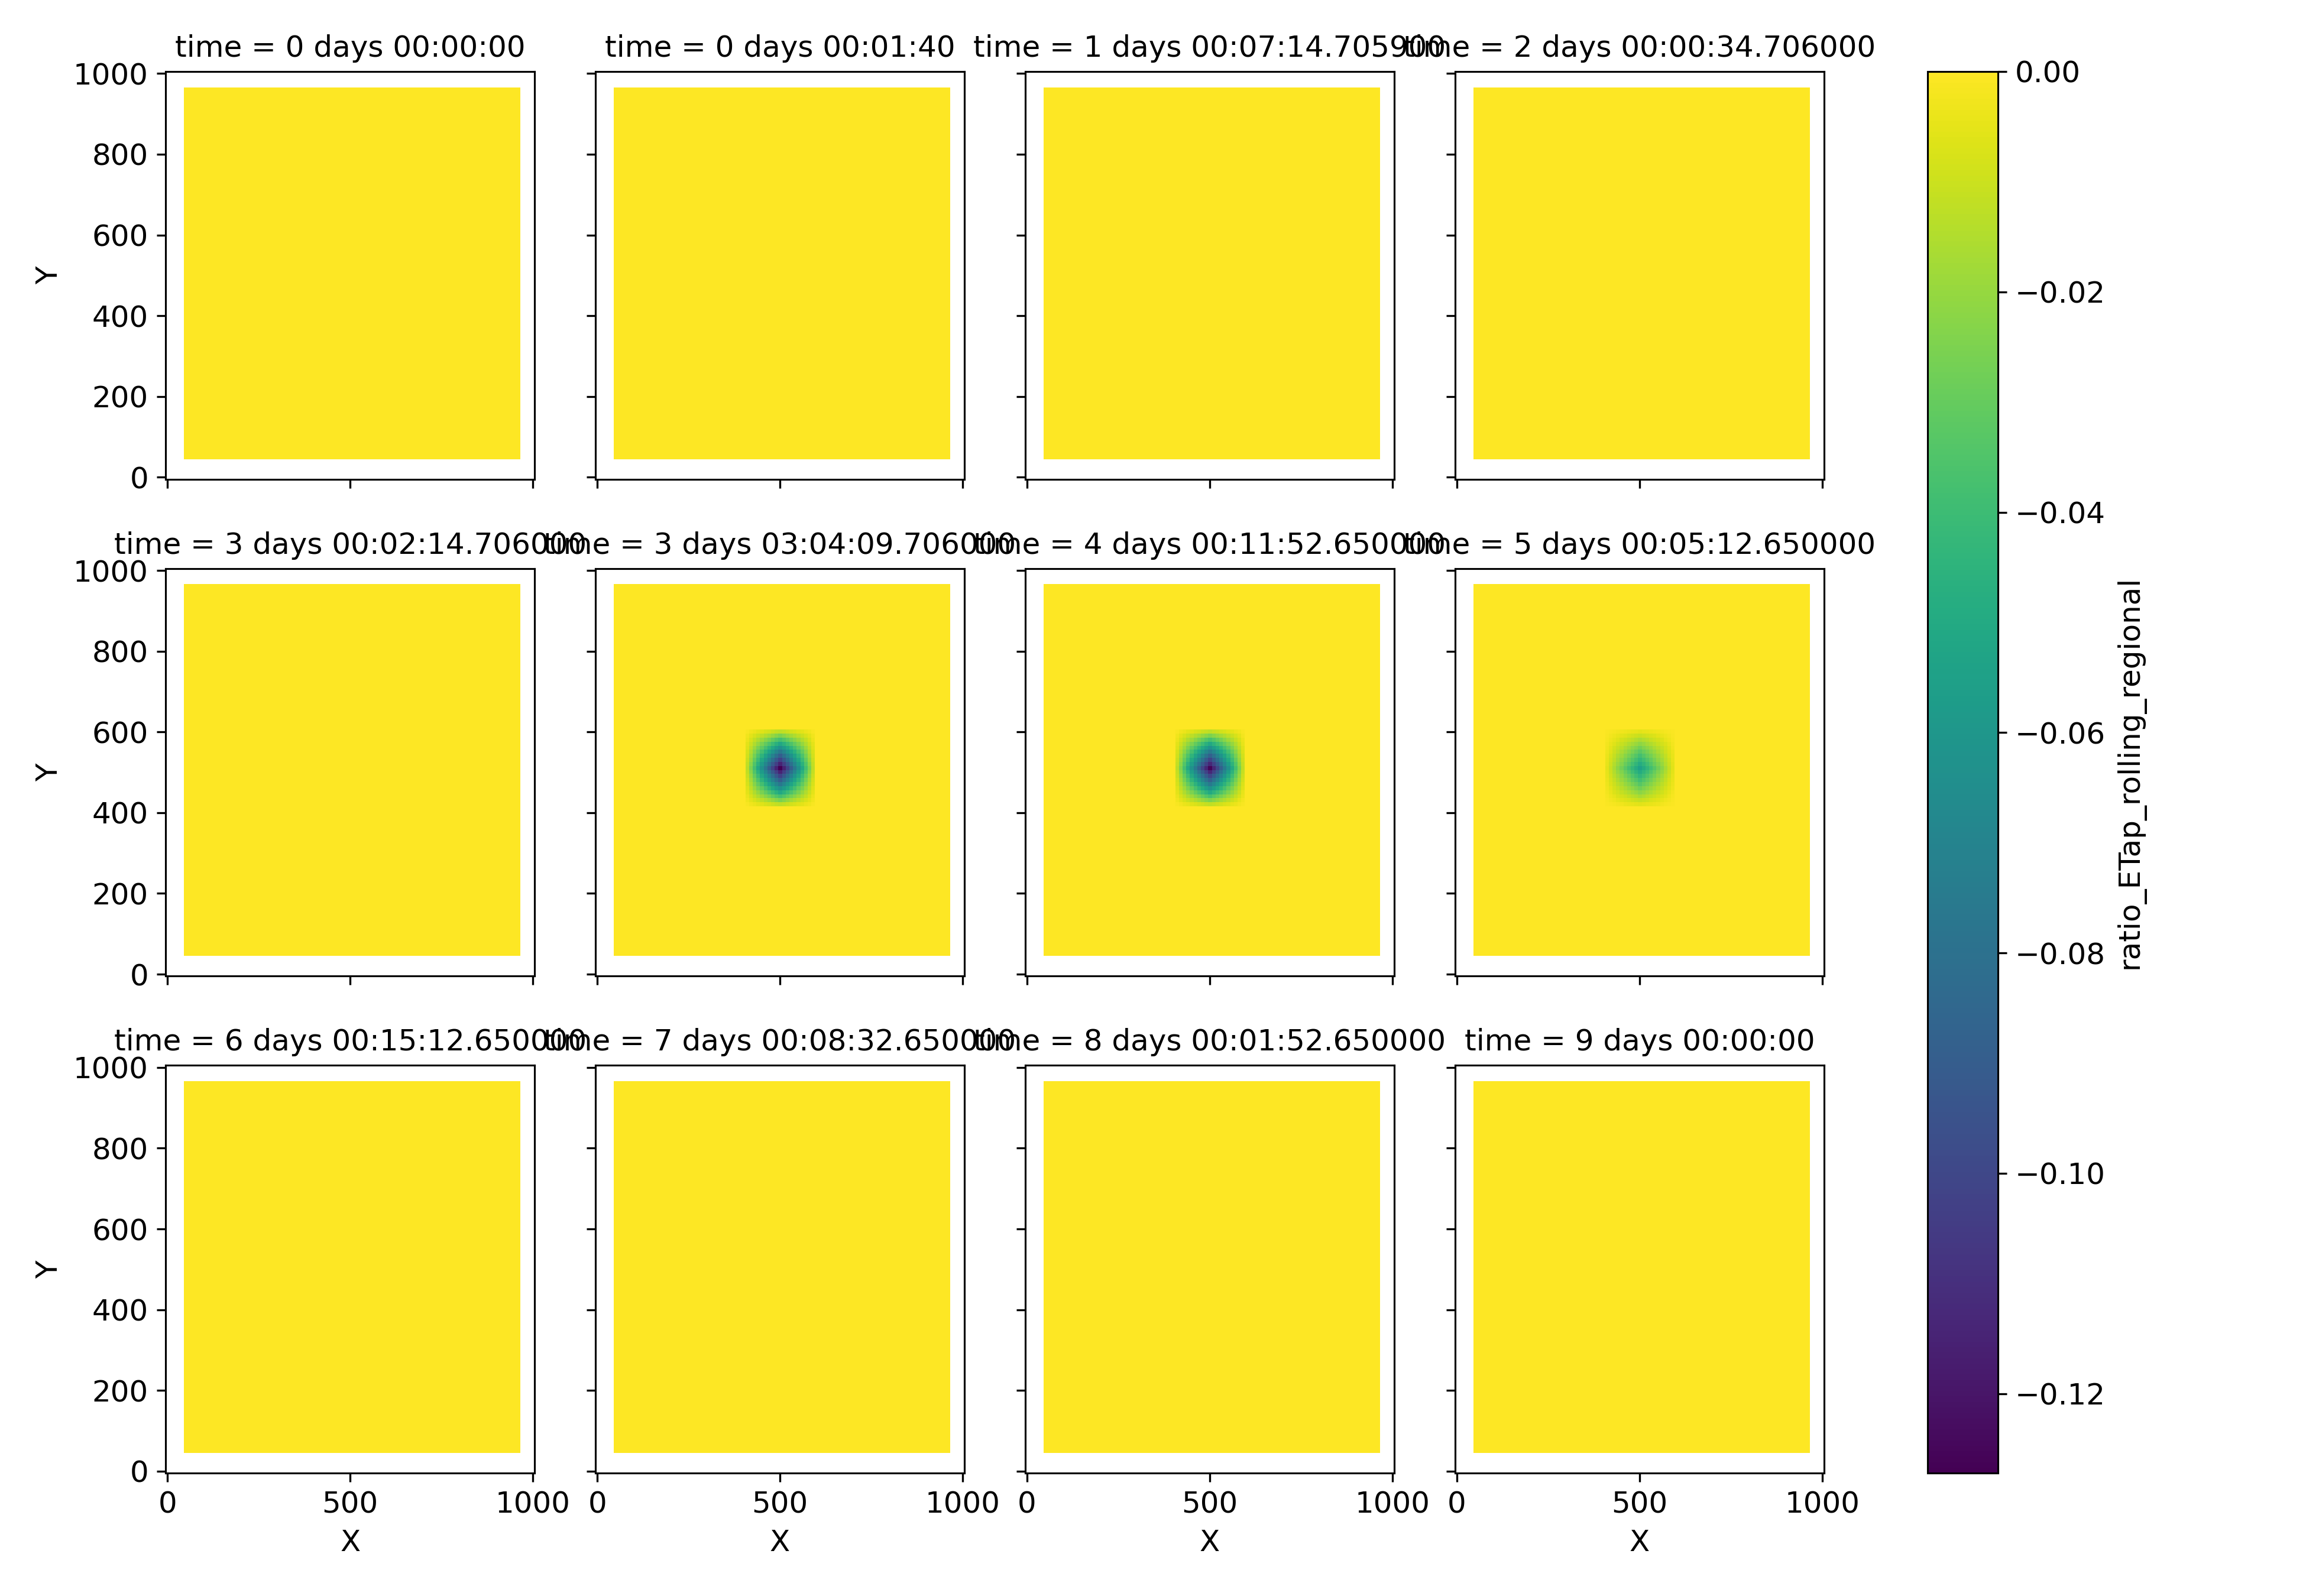 time = 0 days 00:00:00
time = 0 days 00:01:40
time = 1 days 00:07:14.705900
time = 2 days 00:00:34.706000
1000
800
600
400
200
0
Y
time = 3 days 00:02:14.706000
time = 3 days 03:04:09.706000
time = 4 days 00:11:52.650000
time = 5 days 00:05:12.650000
1000
800
600
400
200
0
Y
time = 6 days 00:15:12.650000
time = 7 days 00:08:32.650000
time = 8 days 00:01:52.650000
time = 9 days 00:00:00
1000
800
600
400
200
0
Y
0 500 1000
X
0 500 1000
X
0 500 1000
X
0 500 1000
X
0.00
−0.02
−0.04
−0.06
−0.08
−0.10
−0.12
ratio_ETap_rolling_regional